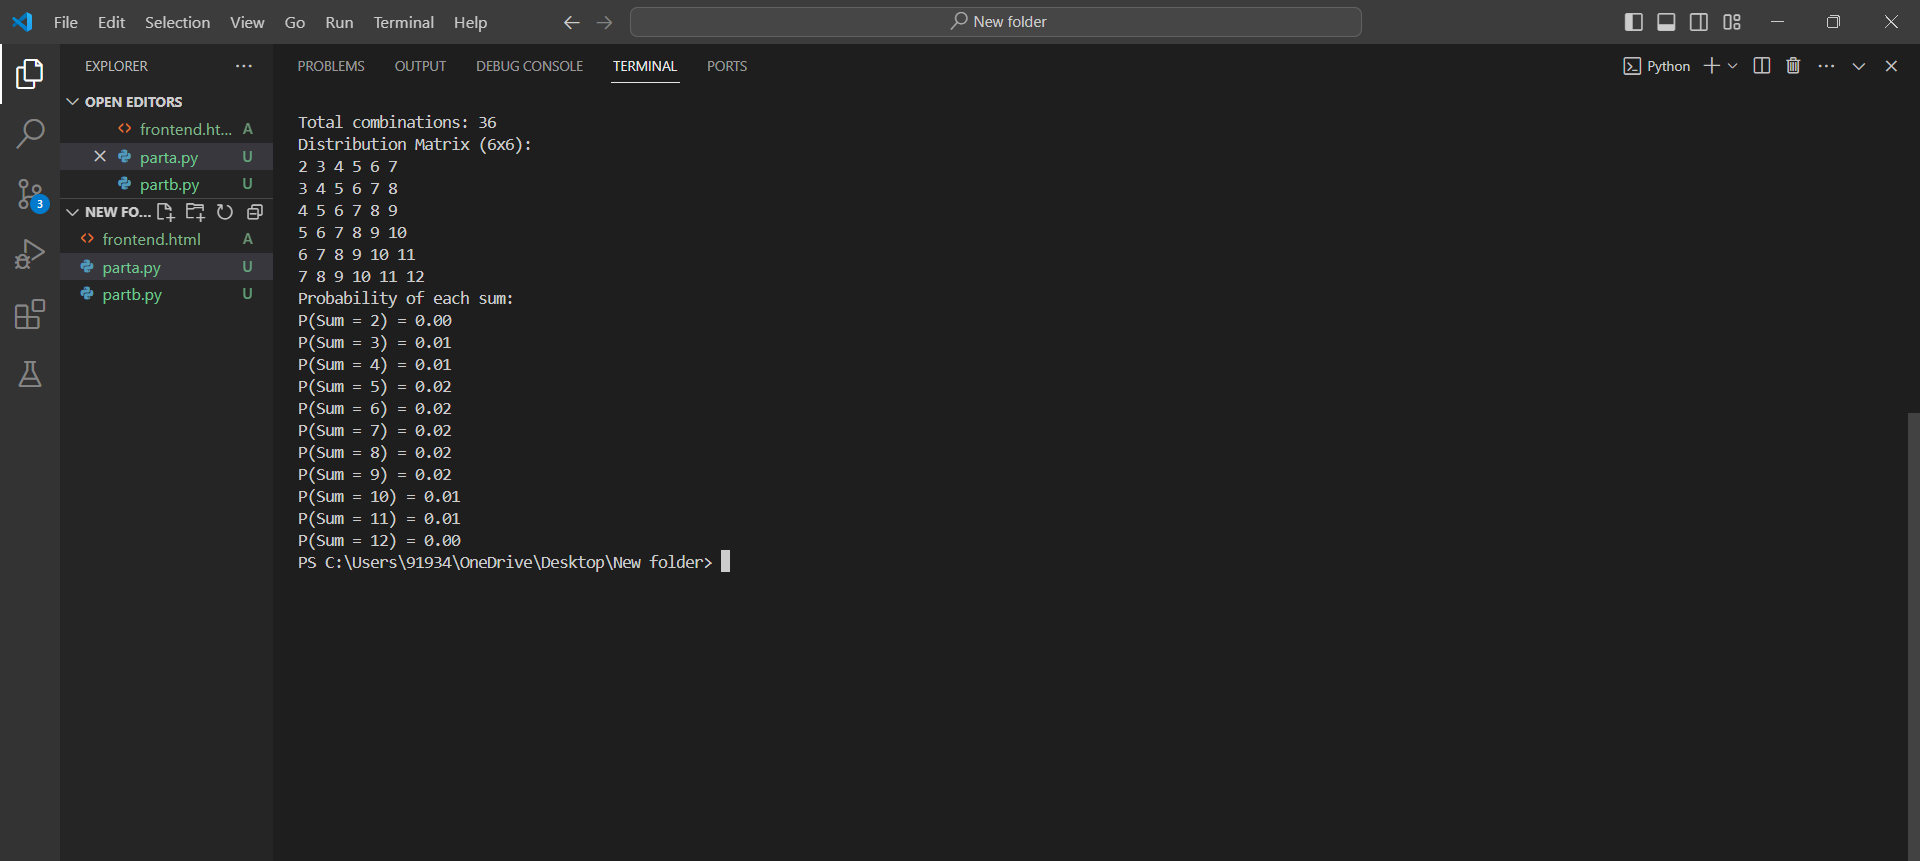 File Edit Selection View Go Run Terminal Help
New folder
EXPLORER
OPEN EDITORS
frontend.ht... A
parta.py U
partb.py U
3
NEW FO...
frontend.html A
parta.py U
partb.py U
PROBLEMS OUTPUT DEBUG CONSOLE TERMINAL PORTS
Python
Total combinations: 36
Distribution Matrix (6x6):
2 3 4 5 6 7
3 4 5 6 7 8
4 5 6 7 8 9
5 6 7 8 9 10
6 7 8 9 10 11
7 8 9 10 11 12
Probability of each sum:
P(Sum = 2) = 0.00
P(Sum = 3) = 0.01
P(Sum = 4) = 0.01
P(Sum = 5) = 0.02
P(Sum = 6) = 0.02
P(Sum = 7) = 0.02
P(Sum = 8) = 0.02
P(Sum = 9) = 0.02
P(Sum = 10) = 0.01
P(Sum = 11) = 0.01
P(Sum = 12) = 0.00
PS C:\Users\91934\OneDrive\Desktop\New folder>